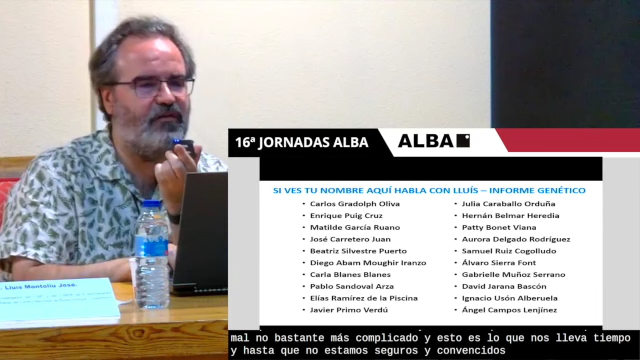 16ª JORNADAS ALBA
ALBA
SI VES TU NOMBRE AQUÍ HABLA CON LLUÍS – INFORME GENÉTICO
• Carlos Gradolph Oliva
• Enrique Puig Cruz
• Matilde García Ruano
• José Carretero Juan
• Beatriz Silvestre Puerto
• Diego Abam Moughir Iranzo
• Carla Blanes Blanes
• Pablo Sandoval Arza
• Elías Ramírez de la Piscina
• Javier Primo Verdú
• Julia Caraballo Orduña
• Hernán Belmar Heredia
• Patty Bonet Viana
• Aurora Delgado Rodríguez
• Samuel Ruiz Cogolludo
• Álvaro Sierra Font
• Gabrielle Muñoz Serrano
• David Jarana Bascón
• Ignacio Usón Alberuela
• Ángel Campos Lenjínez
Lluis Montoliu José.
mal no bastante más complicado y esto es lo que nos lleva tiempo
y hasta que no estamos seguros y convencidos